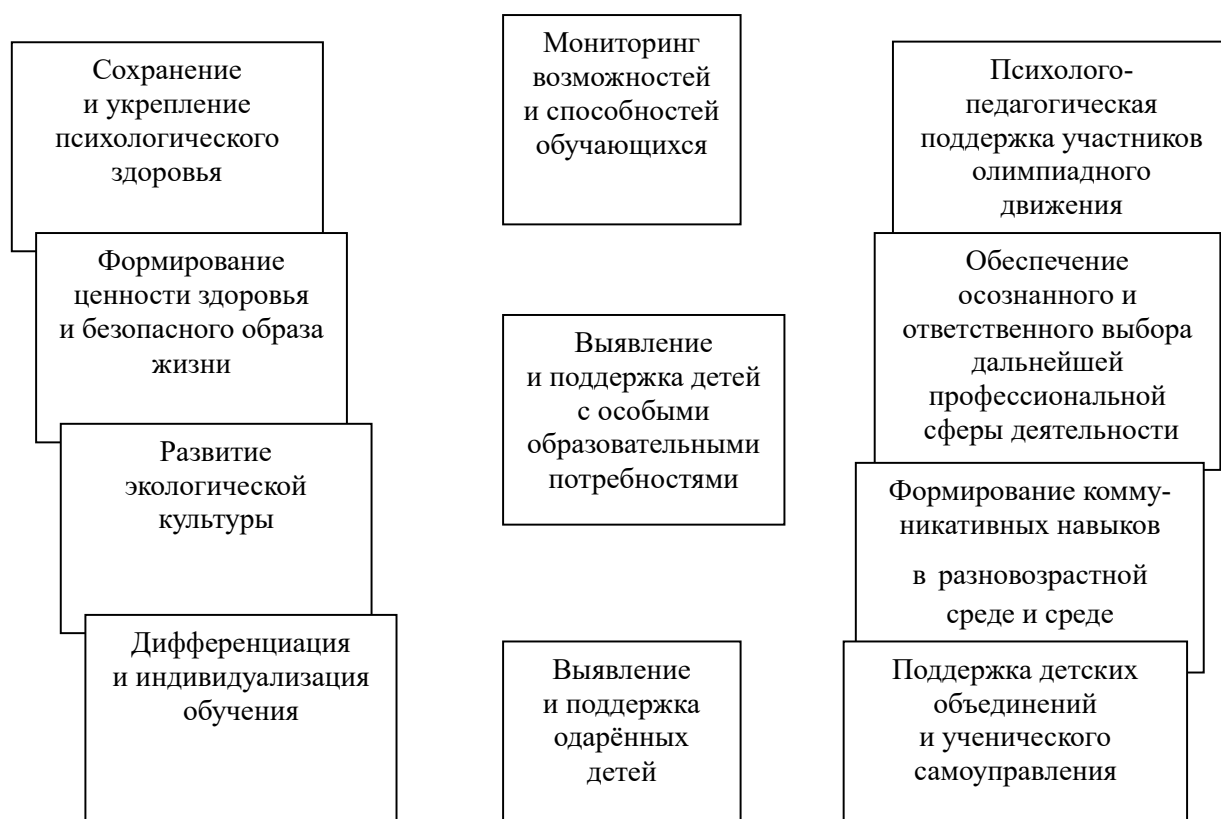 Сохранение
и укрепление
психологического
здоровья
Формирование
ценности здоровья
и безопасного образа
жизни
Развитие
экологической
культуры
Дифференциация
и индивидуализация
обучения
Мониторинг
возможностей
и способностей
обучающихся
Выявление
и поддержка детей
с особыми
образовательными
потребностями
Выявление
и поддержка
одарённых
детей
Психолого-
педагогическая
поддержка участников
олимпиадного
движения
Обеспечение
осознанного и
ответственного выбора
дальнейшей
профессиональной
сферы деятельности
Формирование комму-
никативных навыков
в разновозрастной
среде и среде
Поддержка детских
объединений
и ученического
самоуправления